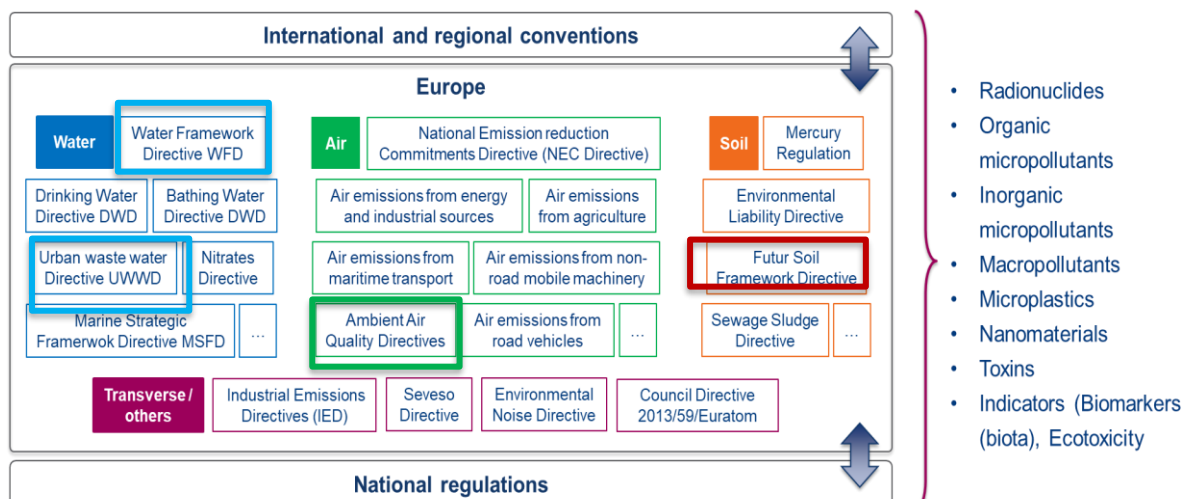 International and regional conventions
Europe
Water
Water Framework
Directive WFD
Air
National Emission reduction
Commitments Directive (NEC Directive)
Soil
Mercury
Regulation
Drinking Water
Directive DWD
Bathing Water
Directive DWD
Air emissions from energy
and industrial sources
Air emissions
from agriculture
Environmental
Liability Directive
Urban waste water
Directive UWWD
Nitrates
Directive
Air emissions from
maritime transport
Air emissions from non-
road mobile machinery
Futur Soil
Framework Directive
Marine Strategic
Framerwok Directive MSFD
...
Ambient Air
Quality Directives
Air emissions from
road vehicles
...
Sewage Sludge
Directive
...
Transverse /
others
Industrial Emissions
Directives (IED)
Seveso
Directive
Environmental
Noise Directive
Council Directive
2013/59/Euratom
National regulations
• Radionuclides
• Organic
micropollutants
• Inorganic
micropollutants
• Macropollutants
• Microplastics
• Nanomaterials
• Toxins
• Indicators (Biomarkers
(biota), Ecotoxicity